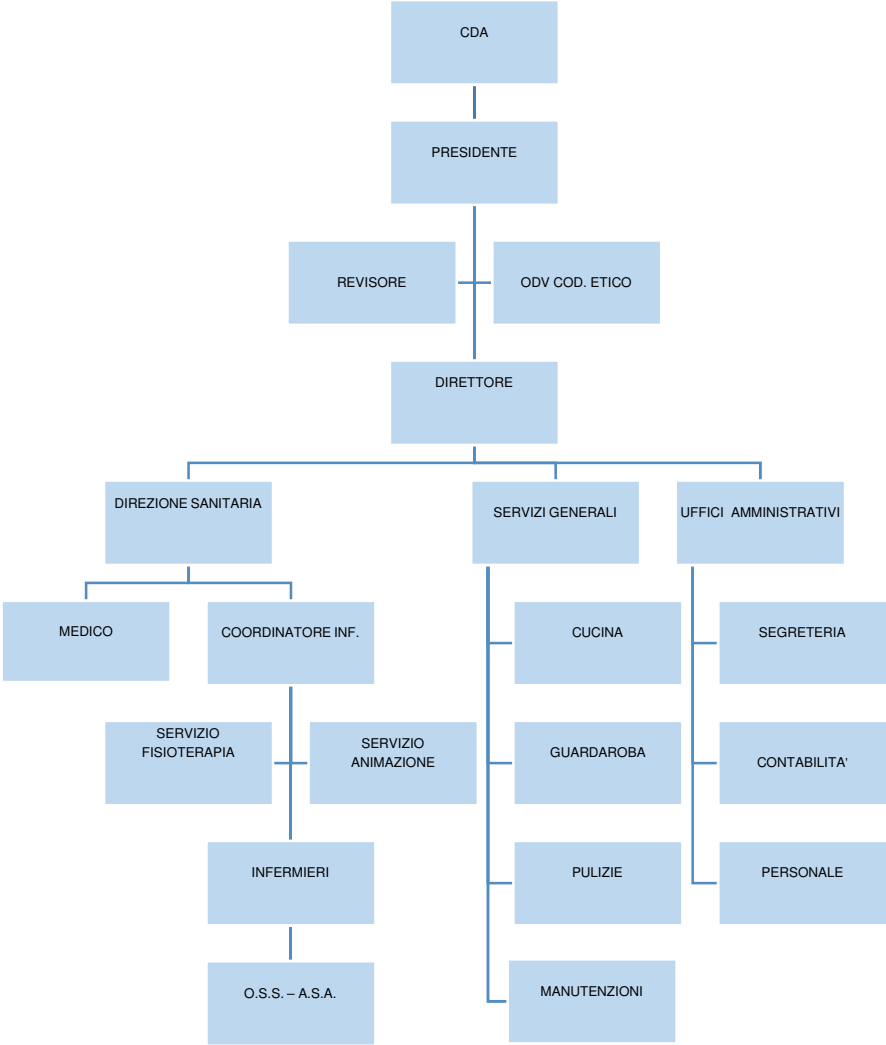 CDA
PRESIDENTE
REVISORE
ODV COD. ETICO
DIRETTORE
DIREZIONE SANITARIA
SERVIZI GENERALI
UFFICI AMMINISTRATIVI
MEDICO
COORDINATORE INF.
CUCINA
SEGRETERIA
SERVIZIO
FISIOTERAPIA
SERVIZIO
ANIMAZIONE
GUARDAROBA
CONTABILITA'
INFERMIERI
PULIZIE
PERSONALE
O.S.S. – A.S.A.
MANUTENZIONI